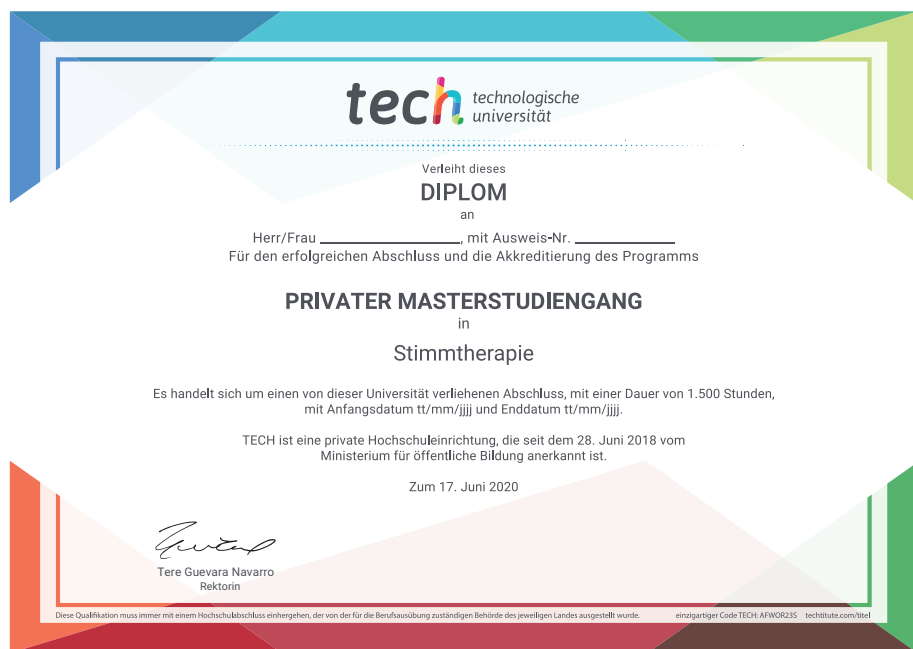 tech technologische
universität
Verleiht dieses
DIPLOM
an
Herr/Frau ____________________, mit Ausweis-Nr. ______________
Für den erfolgreichen Abschluss und die Akkreditierung des Programms
PRIVATER MASTERSTUDIENGANG
in
Stimmtherapie
Es handelt sich um einen von dieser Universität verliehenen Abschluss, mit einer Dauer von 1.500 Stunden,
mit Anfangsdatum tt/mm/jjjj und Enddatum tt/mm/jjjj.
TECH ist eine private Hochschuleinrichtung, die seit dem 28. Juni 2018 vom
Ministerium für öffentliche Bildung anerkannt ist.
Zum 17. Juni 2020
Tere Guevara Navarro
Rektorin
Diese Qualifikation muss immer mit einem Hochschulabschluss einhergehen, der von der für die Berufsausübung zuständigen Behörde des jeweiligen Landes ausgestellt wurde. einzigartiger Code TECH: AFWOR23S techtitute.com/titel